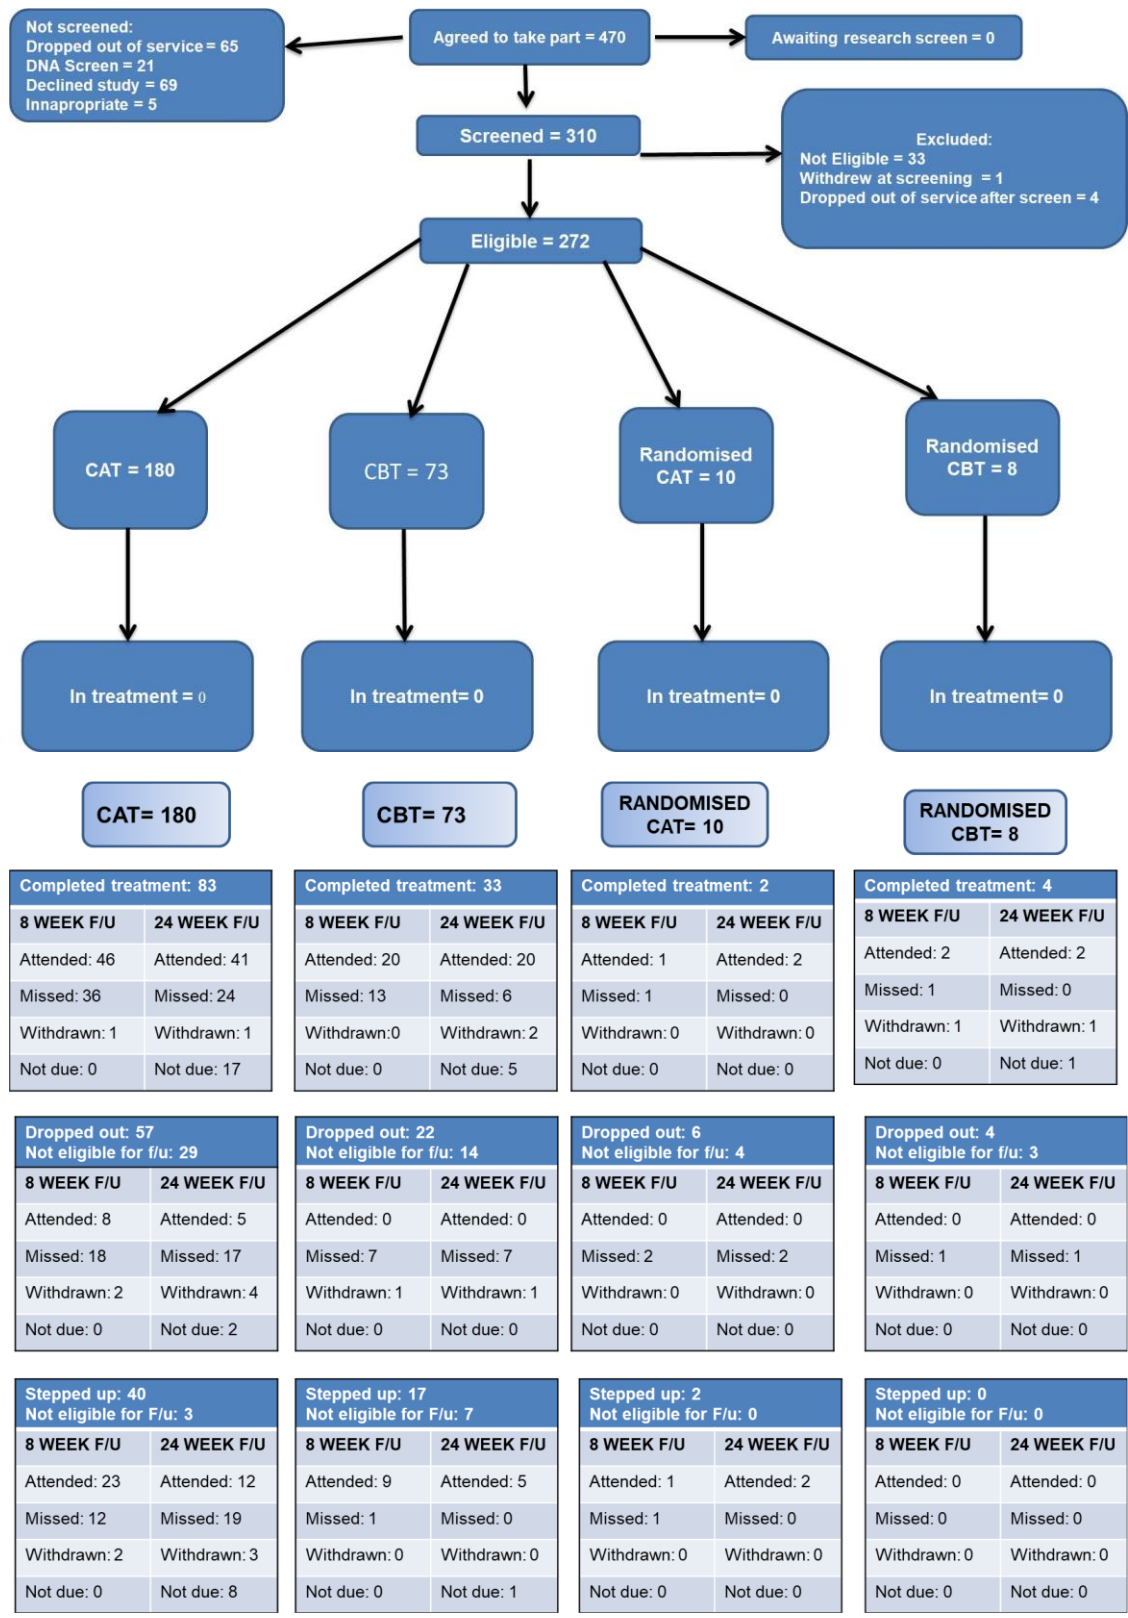 Not screened:
Dropped out of service = 65
DNA Screen = 21
Declined study = 69
Innapropriate = 5
Agreed to take part = 470
Awaiting research screen = 0
Screened = 310
Excluded:
Not Eligible = 33
Withdrew at screening = 1
Dropped out of service after screen = 4
Eligible = 272
CAT = 180
CBT = 73
Randomised
CAT = 10
Randomised
CBT = 8
In treatment = 0
In treatment= 0
In treatment= 0
In treatment= 0
CAT= 180
CBT= 73
RANDOMISED
CAT= 10
RANDOMISED
CBT= 8
Completed treatment: 83
8 WEEK F/U 24 WEEK F/U
Attended: 46 Attended: 41
Missed: 36 Missed: 24
Withdrawn: 1 Withdrawn: 1
Not due: 0 Not due: 17
Completed treatment: 33
8 WEEK F/U 24 WEEK F/U
Attended: 20 Attended: 20
Missed: 13 Missed: 6
Withdrawn:0 Withdrawn: 2
Not due: 0 Not due: 5
Completed treatment: 2
8 WEEK F/U 24 WEEK F/U
Attended: 1 Attended: 2
Missed: 1 Missed: 0
Withdrawn: 0 Withdrawn: 0
Not due: 0 Not due: 0
Completed treatment: 4
8 WEEK F/U 24 WEEK F/U
Attended: 2 Attended: 2
Missed: 1 Missed: 0
Withdrawn: 1 Withdrawn: 1
Not due: 0 Not due: 1
Dropped out: 57
Not eligible for f/u: 29
8 WEEK F/U 24 WEEK F/U
Attended: 8 Attended: 5
Missed: 18 Missed: 17
Withdrawn: 2 Withdrawn: 4
Not due: 0 Not due: 2
Dropped out: 22
Not eligible for f/u: 14
8 WEEK F/U 24 WEEK F/U
Attended: 0 Attended: 0
Missed: 7 Missed: 7
Withdrawn: 1 Withdrawn: 1
Not due: 0 Not due: 0
Dropped out: 6
Not eligible for f/u: 4
8 WEEK F/U 24 WEEK F/U
Attended: 0 Attended: 0
Missed: 2 Missed: 2
Withdrawn: 0 Withdrawn: 0
Not due: 0 Not due: 0
Dropped out: 4
Not eligible for f/u: 3
8 WEEK F/U 24 WEEK F/U
Attended: 0 Attended: 0
Missed: 1 Missed: 1
Withdrawn: 0 Withdrawn: 0
Not due: 0 Not due: 0
Stepped up: 40
Not eligible for F/u: 3
8 WEEK F/U 24 WEEK F/U
Attended: 23 Attended: 12
Missed: 12 Missed: 19
Withdrawn: 2 Withdrawn: 3
Not due: 0 Not due: 8
Stepped up: 17
Not eligible for F/u: 7
8 WEEK F/U 24 WEEK F/U
Attended: 9 Attended: 5
Missed: 1 Missed: 0
Withdrawn: 0 Withdrawn: 0
Not due: 0 Not due: 1
Stepped up: 2
Not eligible for F/u: 0
8 WEEK F/U 24 WEEK F/U
Attended: 1 Attended: 2
Missed: 1 Missed: 0
Withdrawn: 0 Withdrawn: 0
Not due: 0 Not due: 0
Stepped up: 0
Not eligible for F/u: 0
8 WEEK F/U 24 WEEK F/U
Attended: 0 Attended: 0
Missed: 0 Missed: 0
Withdrawn: 0 Withdrawn: 0
Not due: 0 Not due: 0